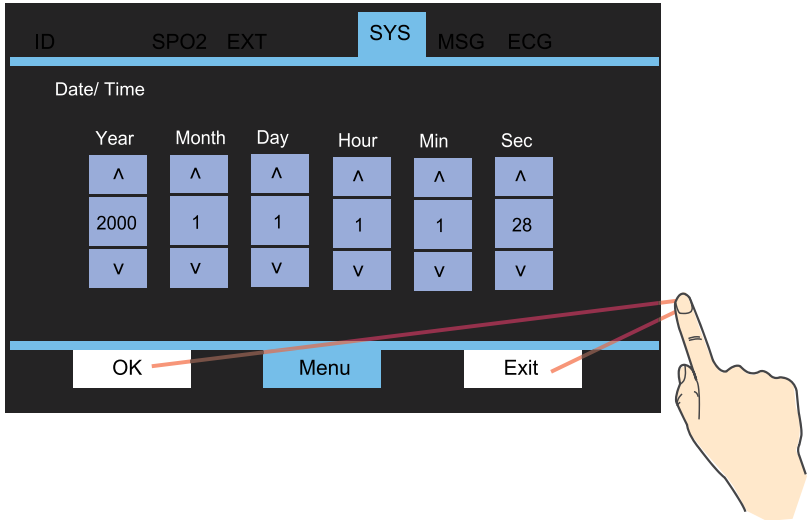 ID SPO2 EXT SYS MSG ECG
Date/ Time
Year Month Day Hour Min Sec
^ ^ ^ ^ ^ ^
2000 1 1 1 1 28
v v v v v v
OK Menu Exit